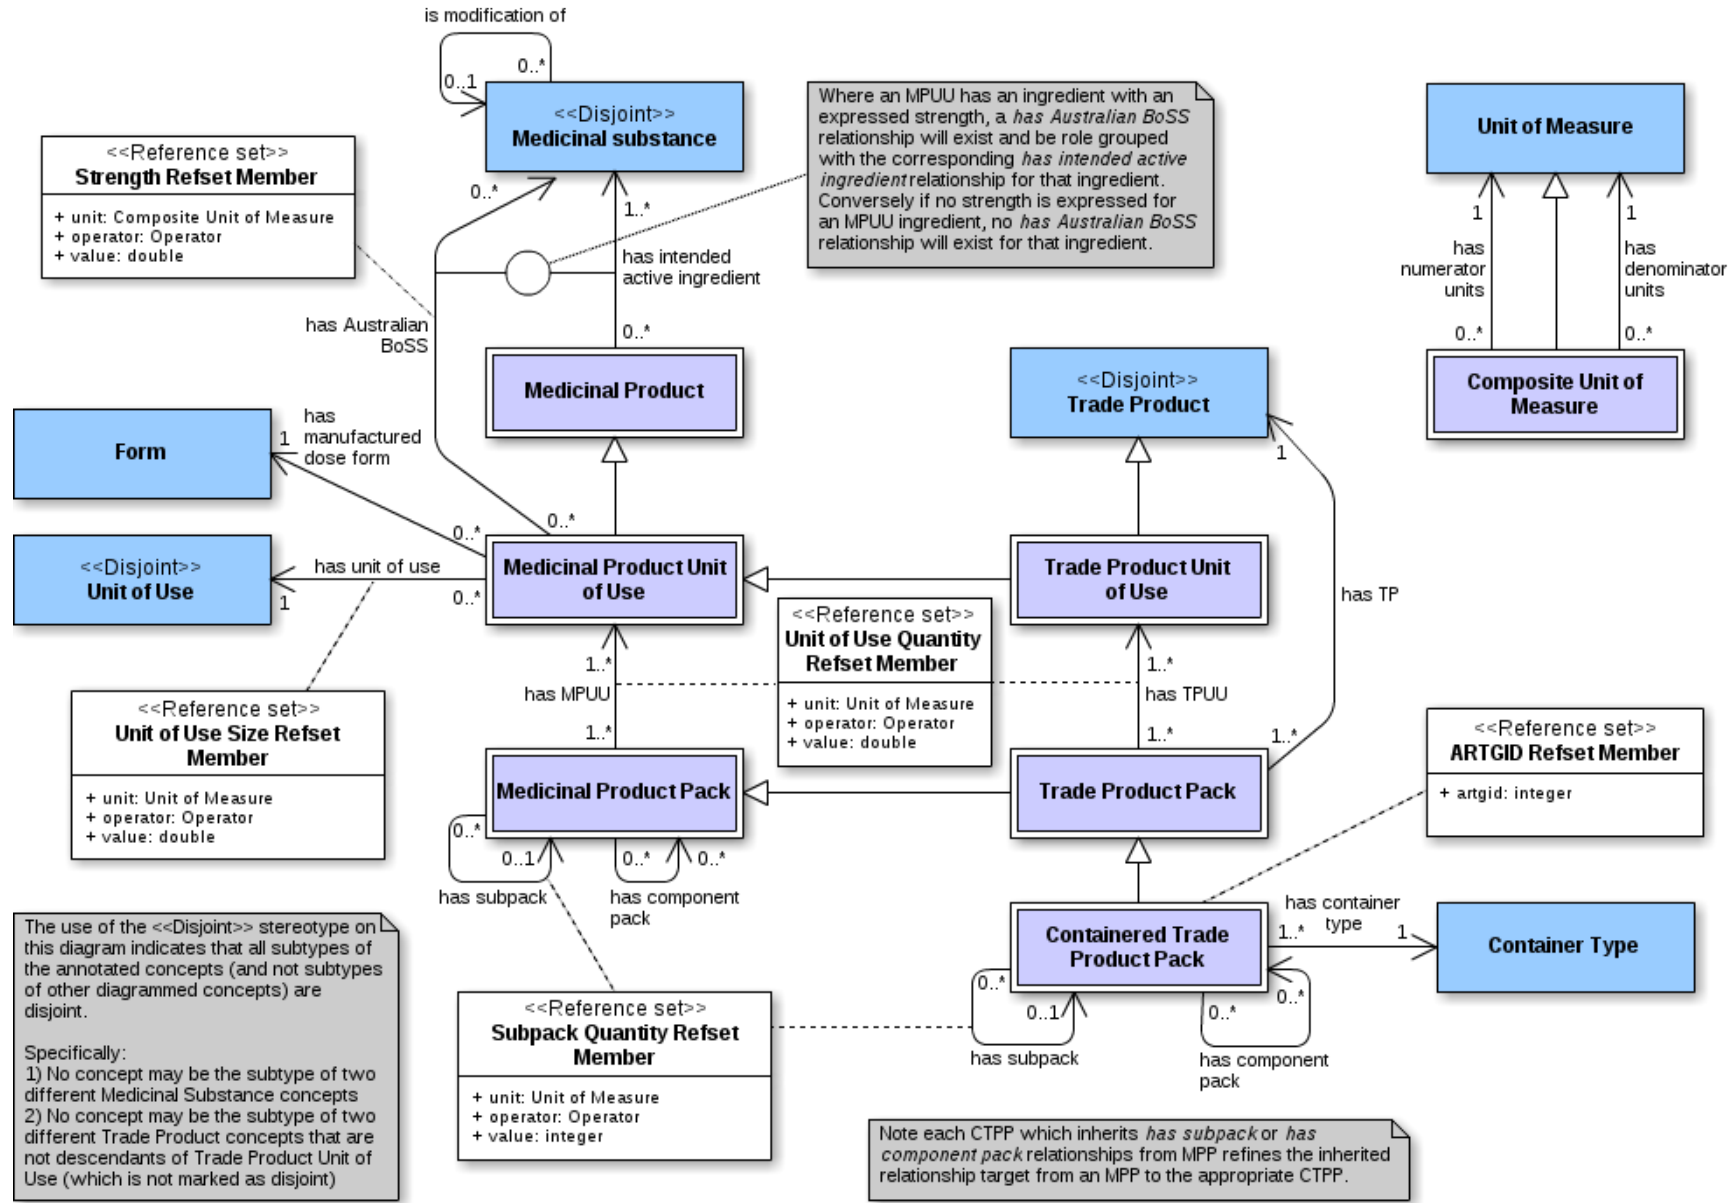 is modification of
0..1
0..*
<<Disjoint>>
Medicinal substance
<<Reference set>>
Strength Refset Member
+ unit: Composite Unit of Measure
+ operator: Operator
+ value: double
0..*
1..*
Where an MPUU has an ingredient with an
expressed strength, a has Australian BoSS
relationship will exist and be role grouped
with the corresponding has intended active
ingredient relationship for that ingredient.
Conversely if no strength is expressed for
an MPUU ingredient, no has Australian BoSS
relationship will exist for that ingredient.
Unit of Measure
1
1
has
numerator
units
has
denominator
units
0..*
0..*
Composite Unit of
Measure
has intended
active ingredient
has Australian
BoSS
0..*
Medicinal Product
<<Disjoint>>
Trade Product
1
Form
1
has
manufactured
dose form
0..*
0..*
<<Disjoint>>
Unit of Use
has unit of use
1
0..*
Medicinal Product Unit
of Use
Trade Product Unit
of Use
has TP
<<Reference set>>
Unit of Use Quantity
Refset Member
+ unit: Unit of Measure
+ operator: Operator
+ value: double
1..*
has MPUU
1..*
1..*
has TPUU
1..*
1..*
<<Reference set>>
Unit of Use Size Refset
Member
+ unit: Unit of Measure
+ operator: Operator
+ value: double
Medicinal Product Pack
Trade Product Pack
<<Reference set>>
ARTGID Refset Member
+ artgid: integer
0..*
0..1
0..*
0..*
has subpack
has component
pack
The use of the <<Disjoint>> stereotype on
this diagram indicates that all subtypes of
the annotated concepts (and not subtypes
of other diagrammed concepts) are
disjoint.
Specifically:
1) No concept may be the subtype of two
different Medicinal Substance concepts
2) No concept may be the subtype of two
different Trade Product concepts that are
not descendants of Trade Product Unit of
Use (which is not marked as disjoint)
<<Reference set>>
Subpack Quantity Refset
Member
+ unit: Unit of Measure
+ operator: Operator
+ value: integer
Containered Trade
Product Pack
has container
type
1..*
1
Container Type
0..*
0..1
0..*
0..*
has subpack
has component
pack
Note each CTPP which inherits has subpack or has
component pack relationships from MPP refines the inherited
relationship target from an MPP to the appropriate CTPP.